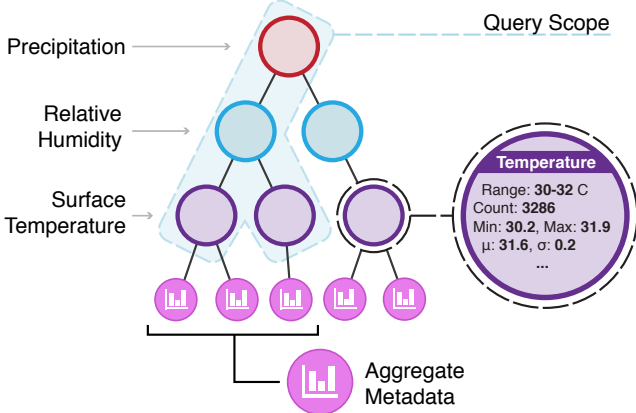 Query Scope
Precipitation
Relative
Humidity
Surface
Temperature
Temperature
Range: 30-32 C
Count: 3286
Min: 30.2, Max: 31.9
μ: 31.6, σ: 0.2
...
Aggregate
Metadata